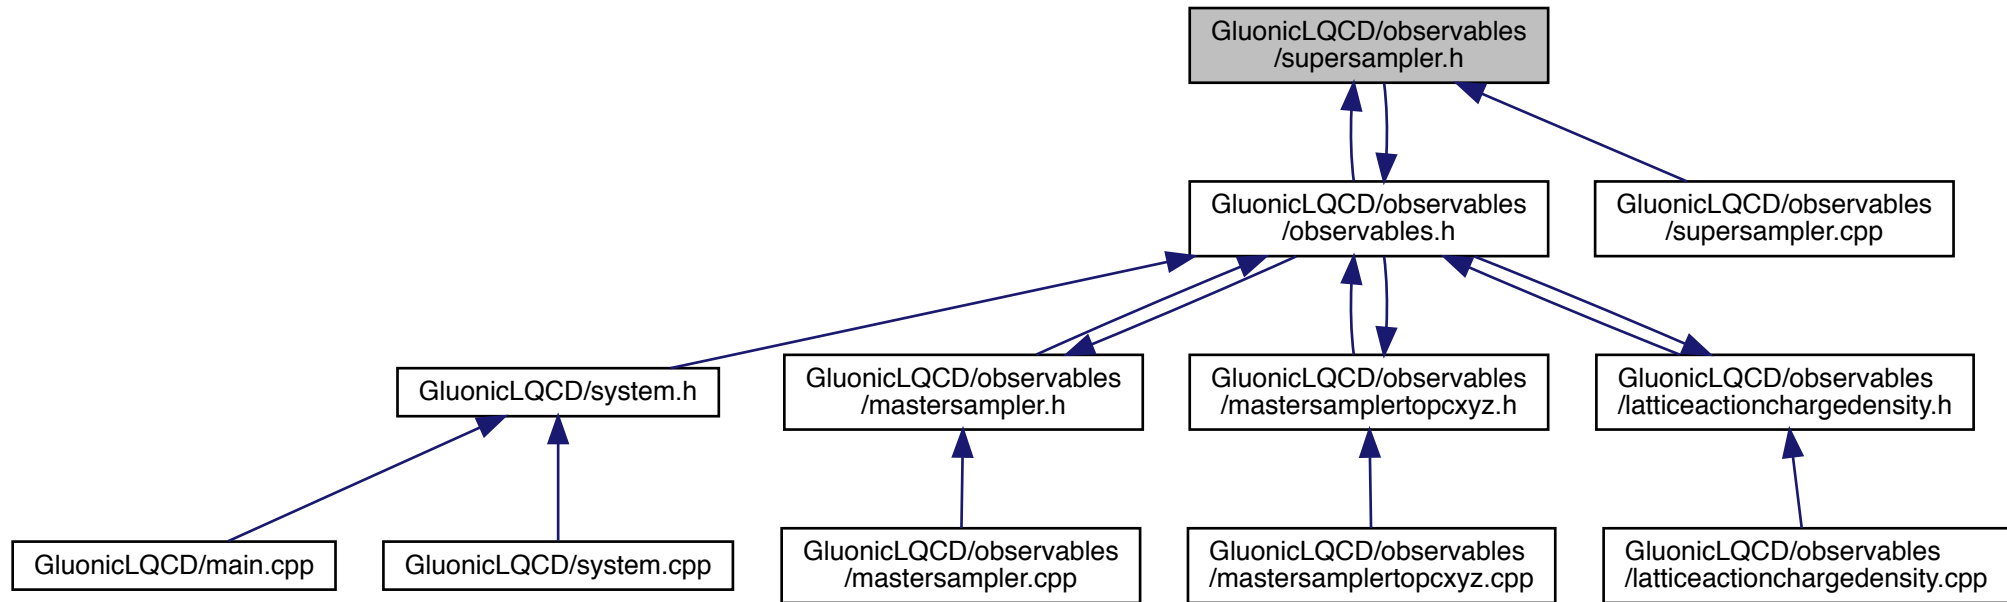 GluonicLQCD/observables
/supersampler.h
GluonicLQCD/observables
/observables.h
GluonicLQCD/observables
/supersampler.cpp
GluonicLQCD/system.h
GluonicLQCD/observables
/mastersampler.h
GluonicLQCD/observables
/mastersamplertopcxyz.h
GluonicLQCD/observables
/latticeactionchargedensity.h
GluonicLQCD/main.cpp
GluonicLQCD/system.cpp
GluonicLQCD/observables
/mastersampler.cpp
GluonicLQCD/observables
/mastersamplertopcxyz.cpp
GluonicLQCD/observables
/latticeactionchargedensity.cpp